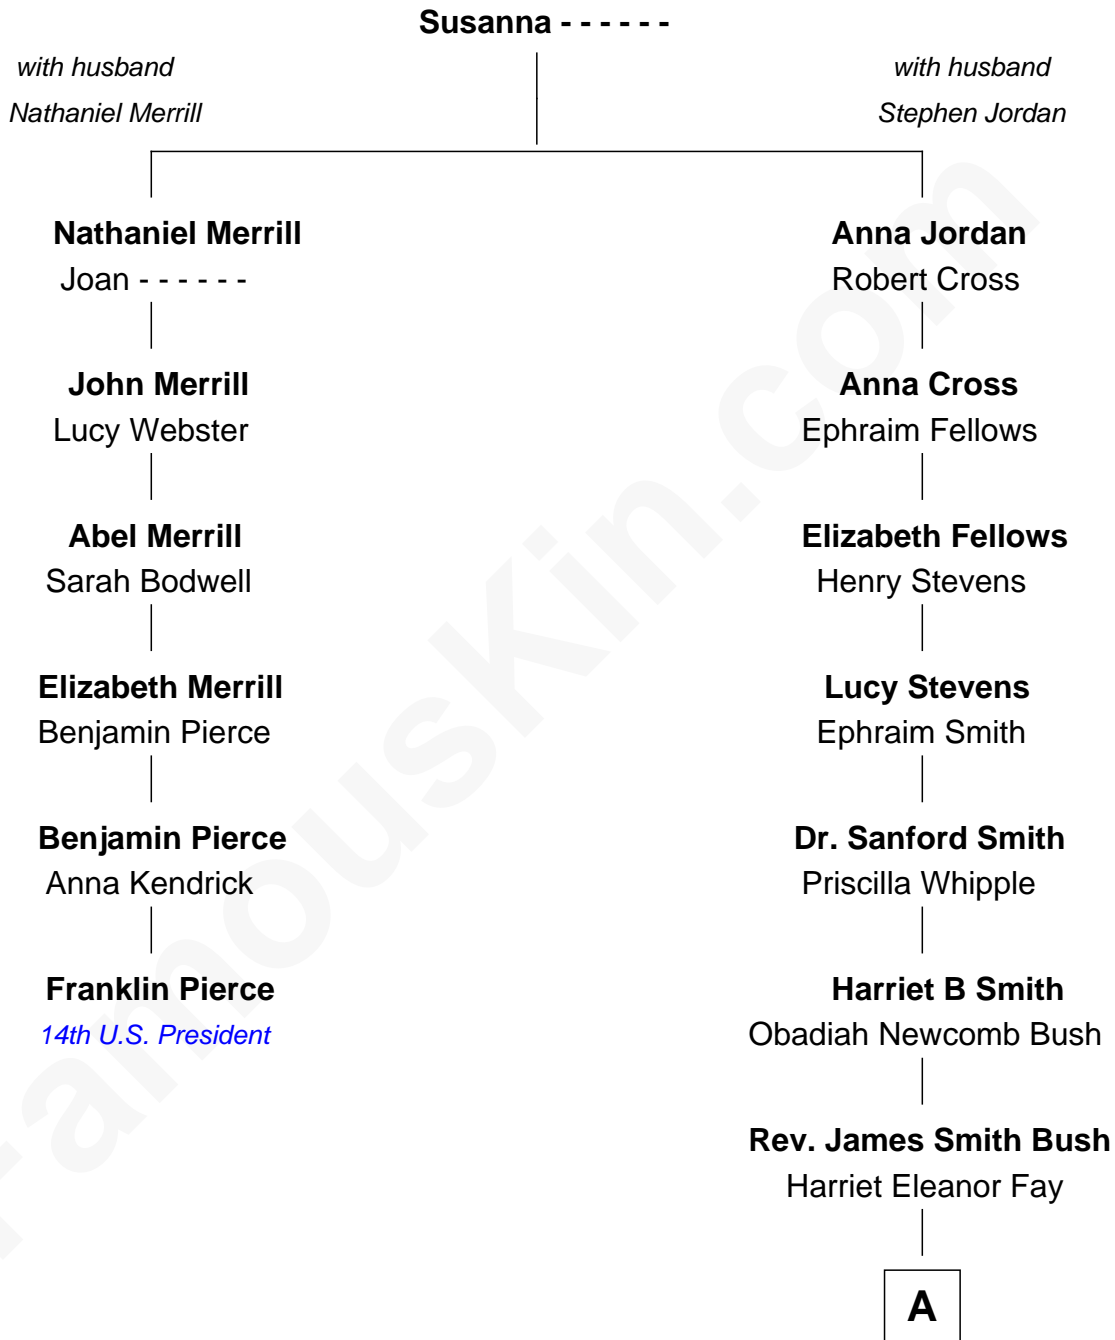 Susanna - - - - - -
with husband
Nathaniel Merrill
with husband
Stephen Jordan
Nathaniel Merrill
Joan - - - - - -
John Merrill
Lucy Webster
Abel Merrill
Sarah Bodwell
Elizabeth Merrill
Benjamin Pierce
Benjamin Pierce
Anna Kendrick
Franklin Pierce
14th U.S. President
Anna Jordan
Robert Cross
Anna Cross
Ephraim Fellows
Elizabeth Fellows
Henry Stevens
Lucy Stevens
Ephraim Smith
Dr. Sanford Smith
Priscilla Whipple
Harriet B Smith
Obadiah Newcomb Bush
Rev. James Smith Bush
Harriet Eleanor Fay
A
FamousKin.com